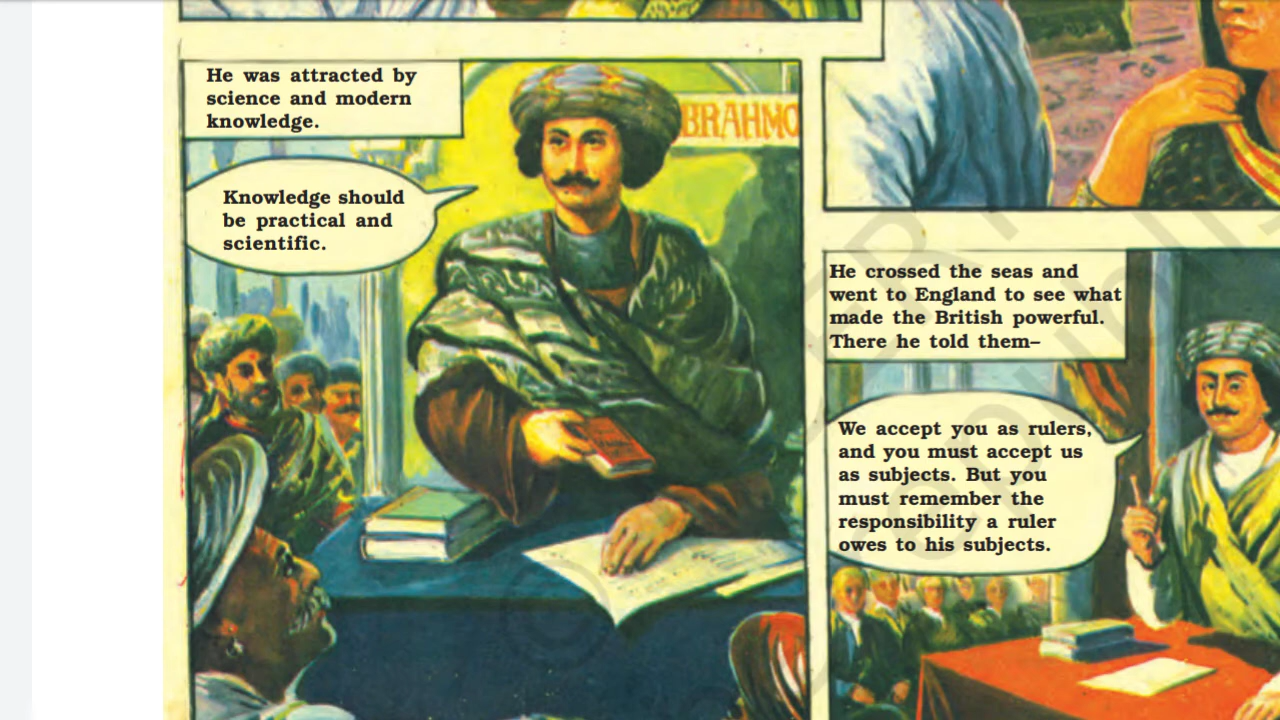 He was attracted by
science and modern
knowledge.
BRAHMO
Knowledge should
be practical and
scientific.
He crossed the seas and
went to England to see what
made the British powerful.
There he told them–
We accept you as rulers,
and you must accept us
as subjects. But you
must remember the
responsibility a ruler
owes to his subjects.